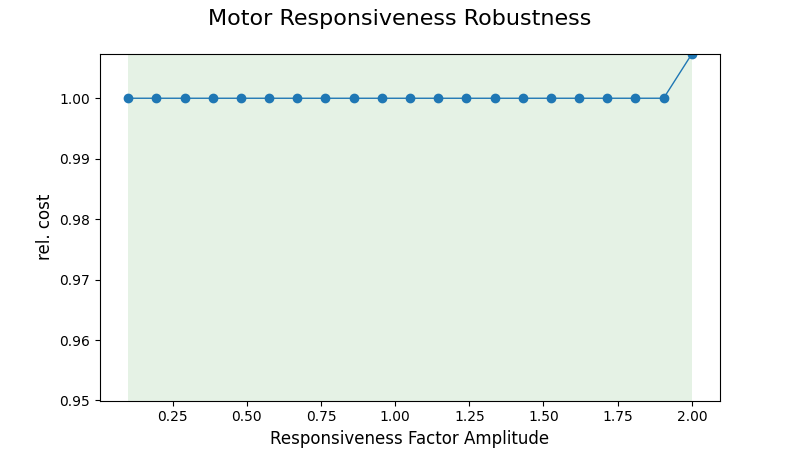 Motor Responsiveness Robustness
1.00
0.99
0.98
0.97
0.96
0.95
rel. cost
0.25 0.50 0.75 1.00 1.25 1.50 1.75 2.00
Responsiveness Factor Amplitude